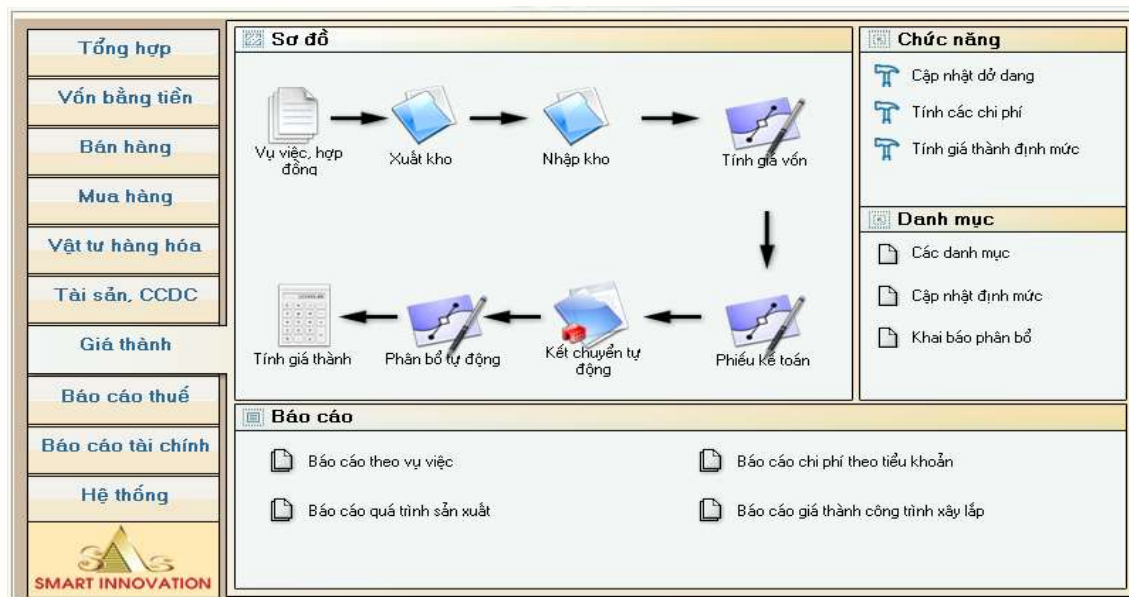 Tổng hợp
Vốn bằng tiền
Bán hàng
Mua hàng
Vật tư hàng hóa
Tài sản, CCDC
Giá thành
Báo cáo thuế
Báo cáo tài chính
Hệ thống
SMART INNOVATION
Sơ đồ
Vụ việc, hợp
đồng
Xuất kho
Nhập kho
Tính giá vốn
Tính giá thành
Phân bổ tự động
Kết chuyển tự
động
Phiếu kế toán
Chức năng
Cập nhật dở dang
Tính các chi phí
Tính giá thành định mức
Danh mục
Các danh mục
Cập nhật định mức
Khai báo phân bổ
Báo cáo
Báo cáo theo vụ việc
Báo cáo chi phí theo tiểu khoản
Báo cáo quá trình sản xuất
Báo cáo giá thành công trình xây lắp